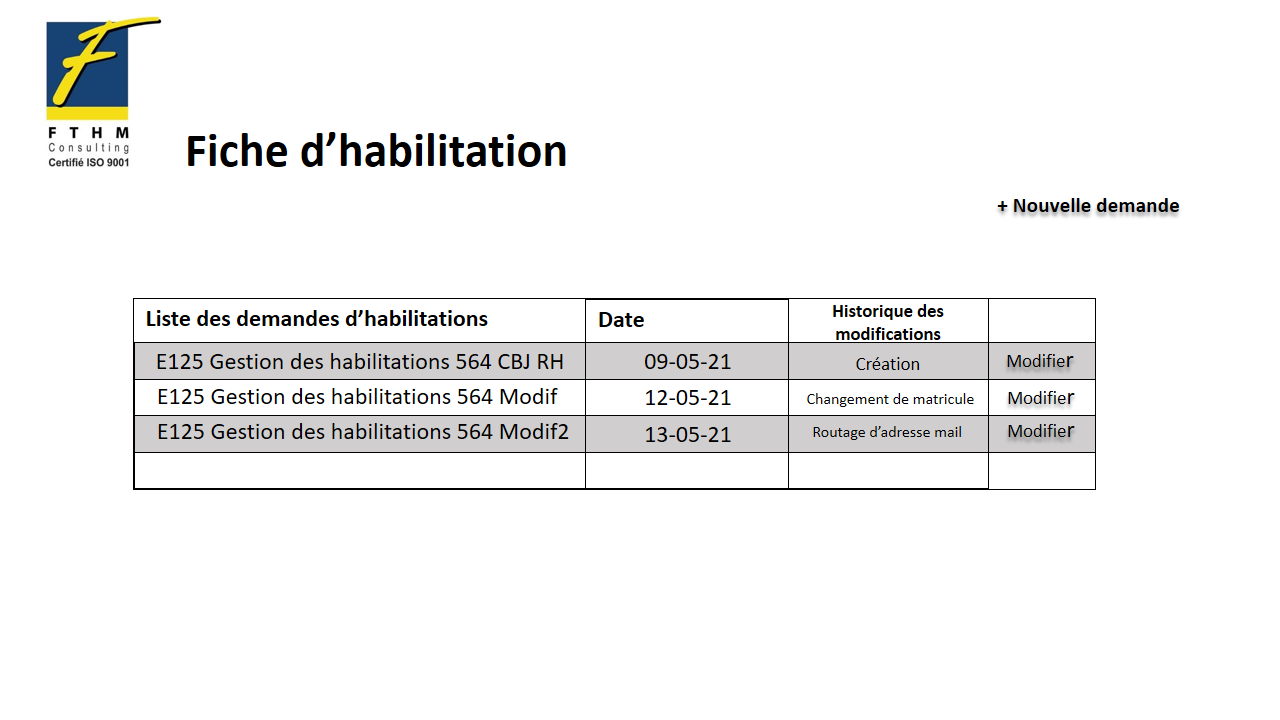 F T H M
Consulting
Certifié ISO 9001
Fiche d’habilitation
+ Nouvelle demande
Liste des demandes d’habilitations Date Historique des
modifications
E125 Gestion des habilitations 564 CBJ RH 09-05-21 Création Modifier
E125 Gestion des habilitations 564 Modif 12-05-21 Changement de matricule Modifier
E125 Gestion des habilitations 564 Modif2 13-05-21 Routage d’adresse mail Modifier